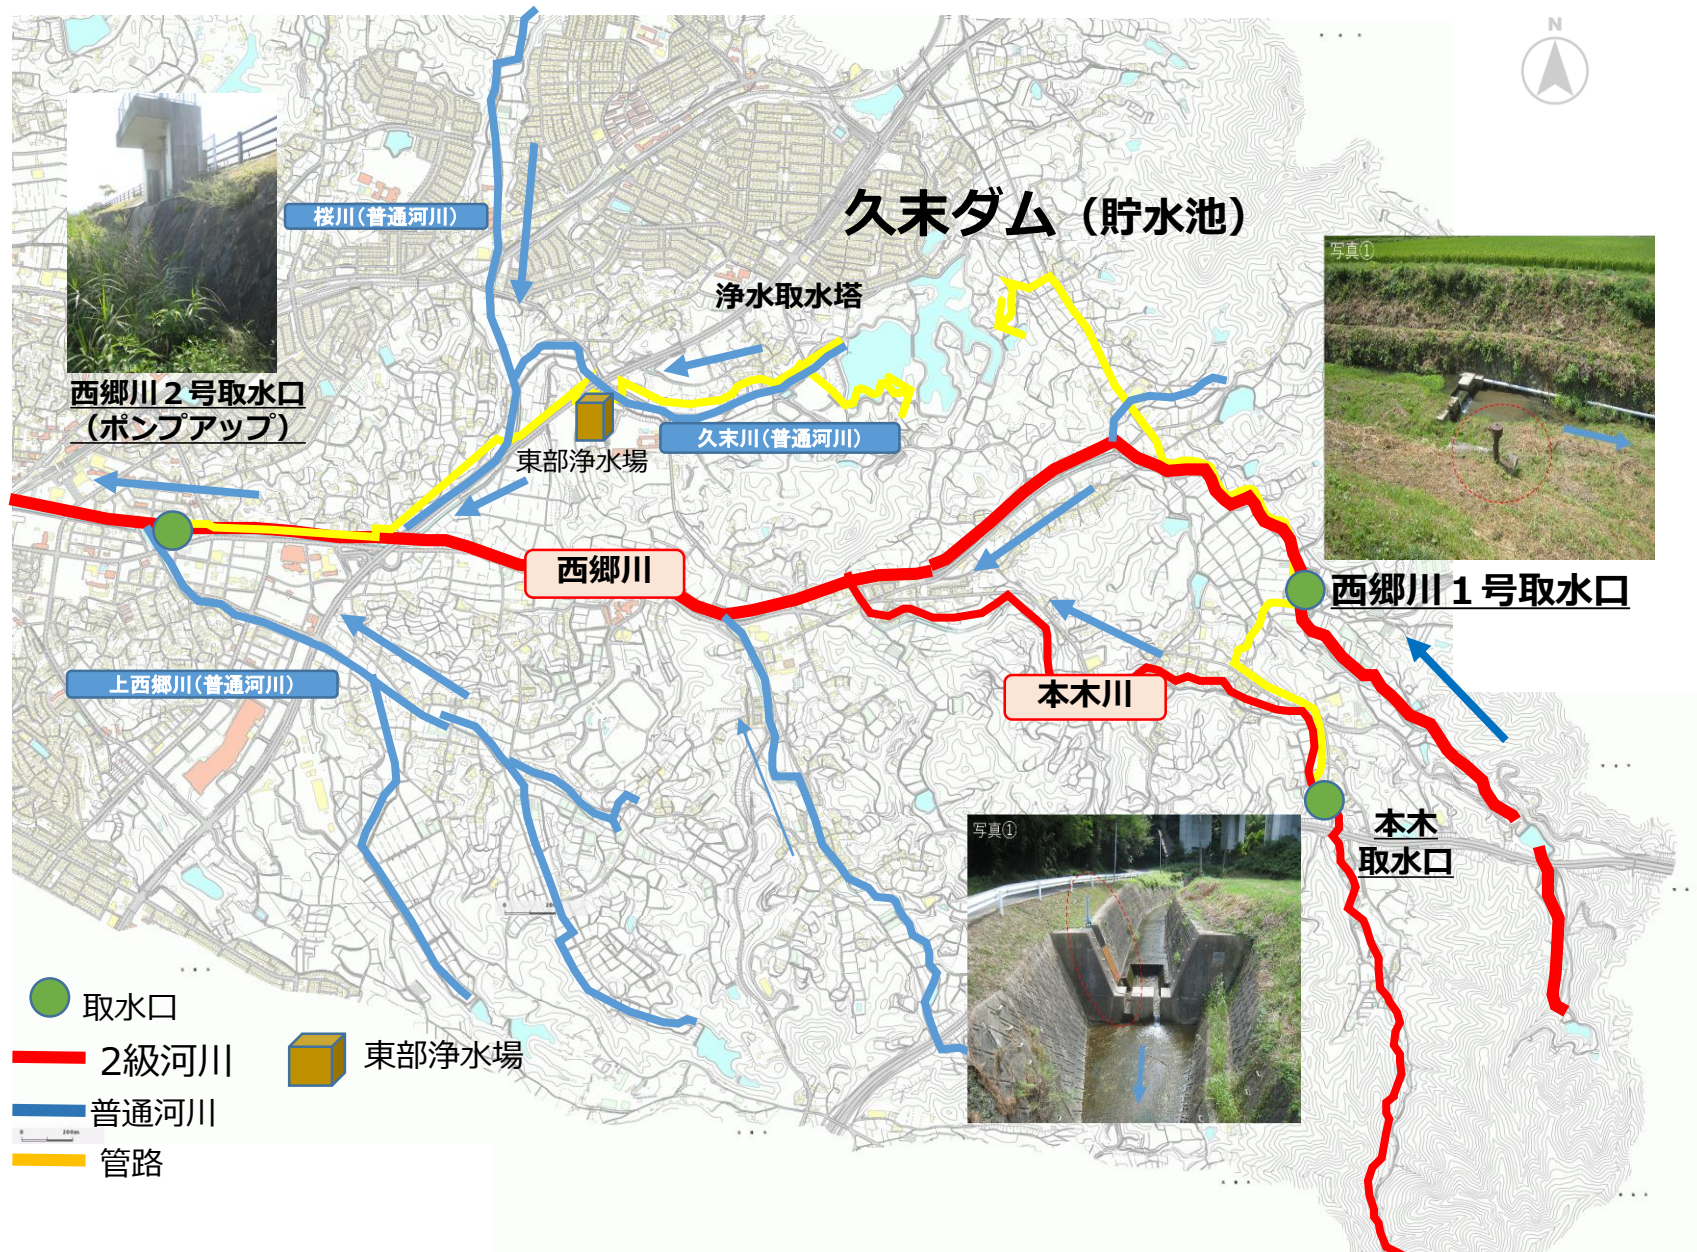 N
久末ダム（貯水池）
桜川（普通河川）
写真①
浄水取水塔
西郷川２号取水口
（ポンプアップ）
久末川（普通河川）
東部浄水場
西郷川
西郷川１号取水口
上西郷川（普通河川）
本木川
写真①
本木
取水口
取水口
2級河川
東部浄水場
普通河川
0 200m
管路